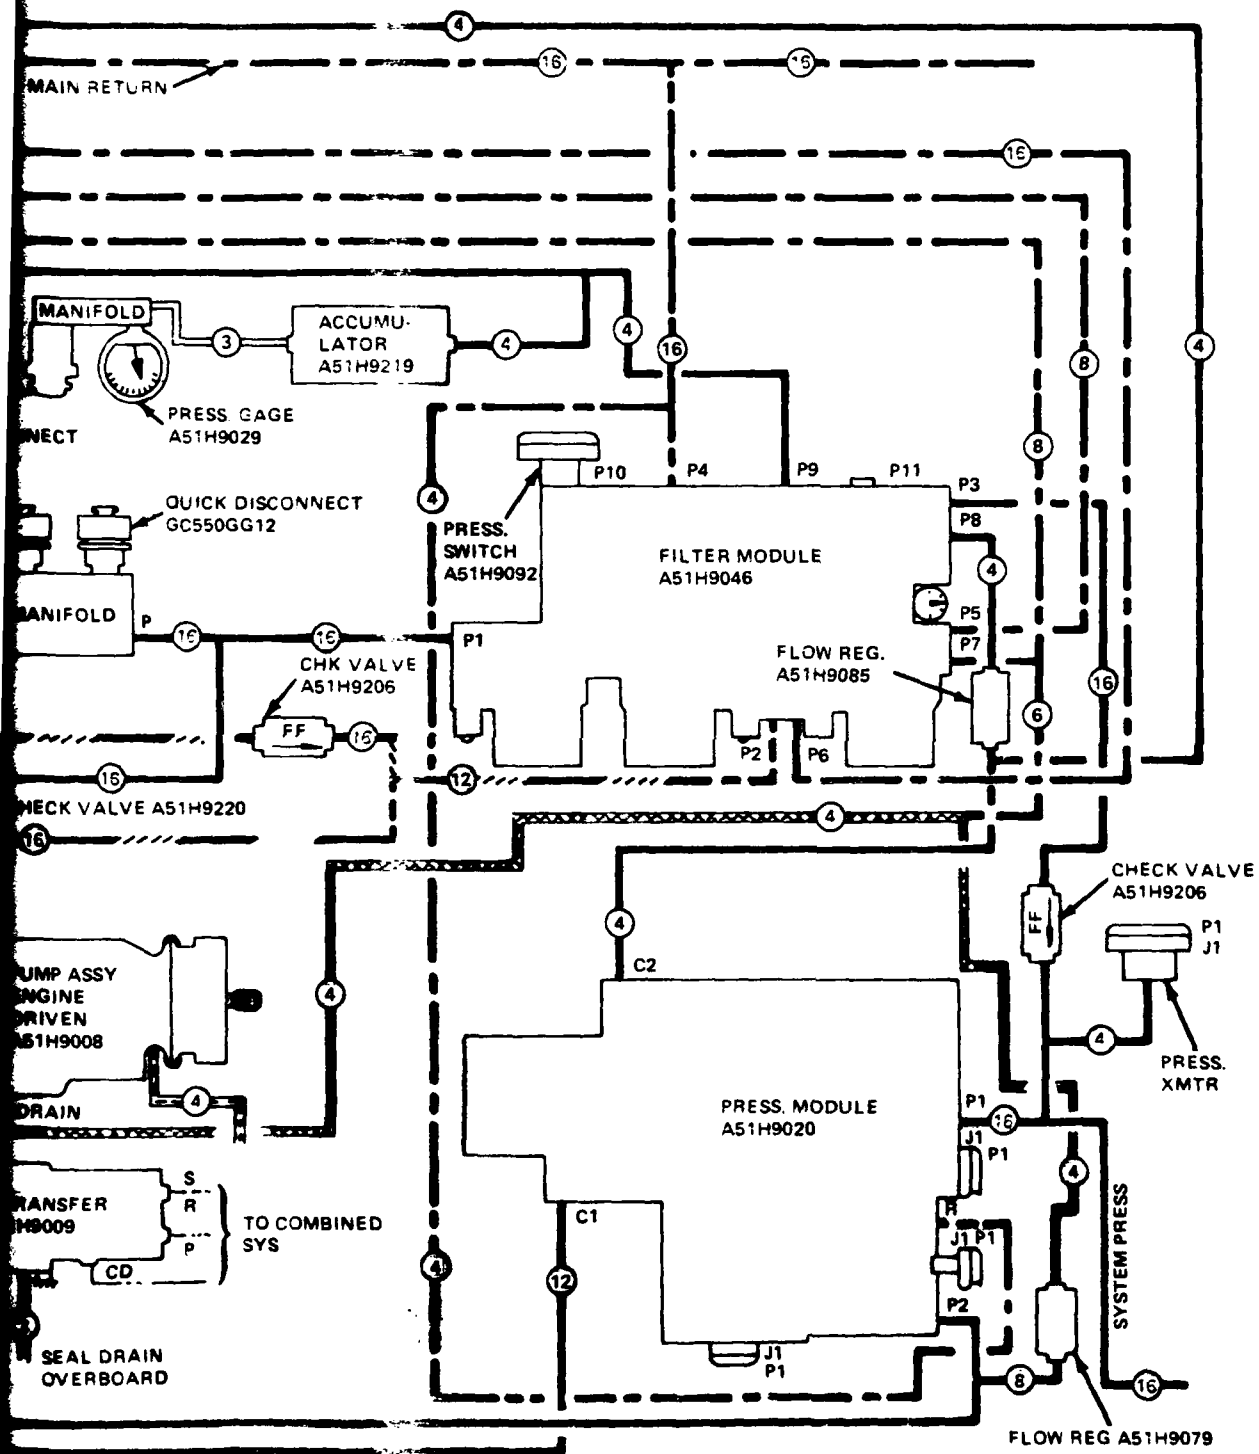 4
16
16
MAIN RETURN
16
MANIFOLD
3
ACCUMU-
LATOR
A51H9219
4
4
16
8
4
PRESS. GAGE
A51H9029
NECT
8
P10
P4
P9
P11
P3
QUICK DISCONNECT
GC550GG12
4
PRESS.
SWITCH
A51H9092
FILTER MODULE
A51H9046
P8
4
ANIFOLD
P
16
16
P1
P5
P7
CHK VALVE
A51H9206
FLOW REG.
A51H9085
16
FF
16
P2
P6
6
16
12
HECK VALVE A51H9220
16
4
CHECK VALVE
A51H9206
FF
4
P1
J1
C2
UMP ASSY
NGINE
DRIVEN
A51H9008
4
4
PRESS.
XMTR
4
DRAIN
PRESS. MODULE
A51H9020
P1
16
J1
P1
4
S
R
P
RANSFER
H9009
TO COMBINED
SYS
CD
C1
R
J1 P1
SYSTEM PRESS
4
12
P2
J1
P1
SEAL DRAIN
OVERBOARD
8
16
FLOW REG A51H9079